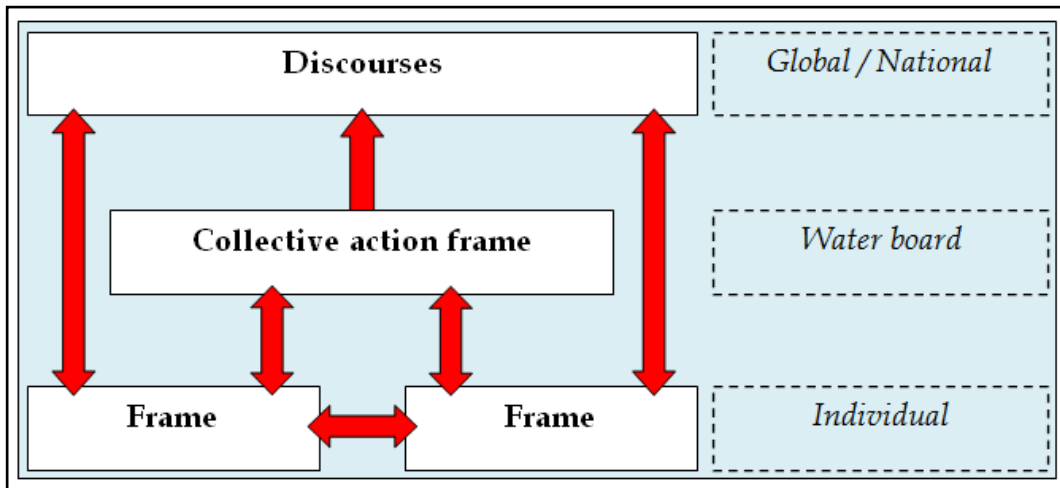 Discourses
Global / National
Collective action frame
Water board
Frame
Frame
Individual